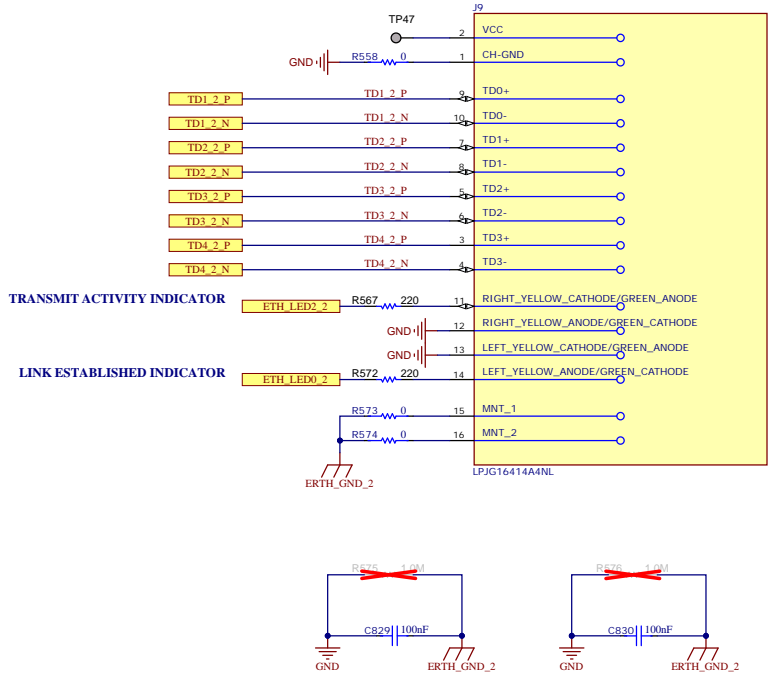 J9
TP47
2 VCC
GND R558 0 1 CH-GND
TD1_2_P TD1_2_P 9 TD0+
TD1_2_N TD1_2_N 10 TD0-
TD2_2_P TD2_2_P 7 TD1+
TD2_2_N TD2_2_N 8 TD1-
TD3_2_P TD3_2_P 5 TD2+
TD3_2_N TD3_2_N 6 TD2-
TD4_2_P TD4_2_P 3 TD3+
TD4_2_N TD4_2_N 4 TD3-
TRANSMIT ACTIVITY INDICATOR ETH_LED2_2 R567 220 11 RIGHT_YELLOW_CATHODE/GREEN_ANODE
GND 12 RIGHT_YELLOW_ANODE/GREEN_CATHODE
GND 13 LEFT_YELLOW_CATHODE/GREEN_ANODE
LINK ESTABLISHED INDICATOR ETH_LED0_2 R572 220 14 LEFT_YELLOW_ANODE/GREEN_CATHODE
R573 0 15 MNT_1
R574 0 16 MNT_2
ERTH_GND_2
LPJG16414A4NL
R575 1.0M R576 1.0M
C829 100nF C830 100nF
GND ERTH_GND_2 GND ERTH_GND_2